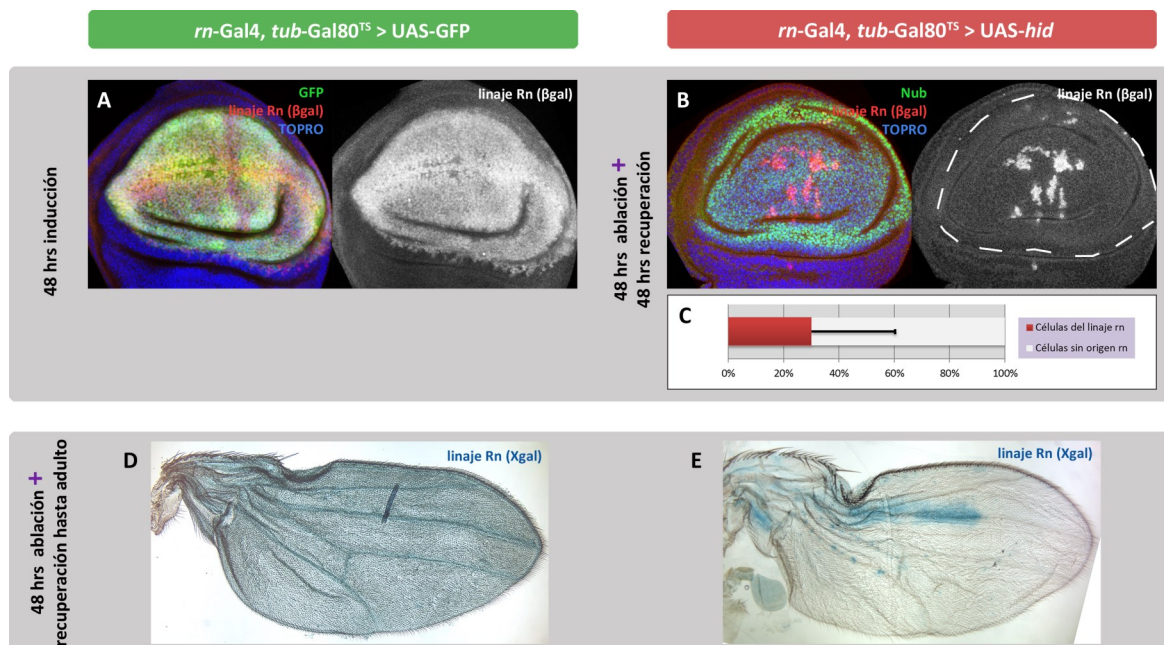 rn-Gal4, tub-Gal80TS > UAS-GFP
rn-Gal4, tub-Gal80TS > UAS-hid
48 hrs inducción
A
GFP
linaje Rn (βgal)
TOPRO
linaje Rn (βgal)
48 hrs ablación +
48 hrs recuperación
B
Nub
linaje Rn (βgal)
TOPRO
linaje Rn (βgal)
C
Células del linaje rn
Células sin origen rn
0% 20% 40% 60% 80% 100%
48 hrs ablación +
recuperación hasta adulto
D
linaje Rn (Xgal)
E
linaje Rn (Xgal)